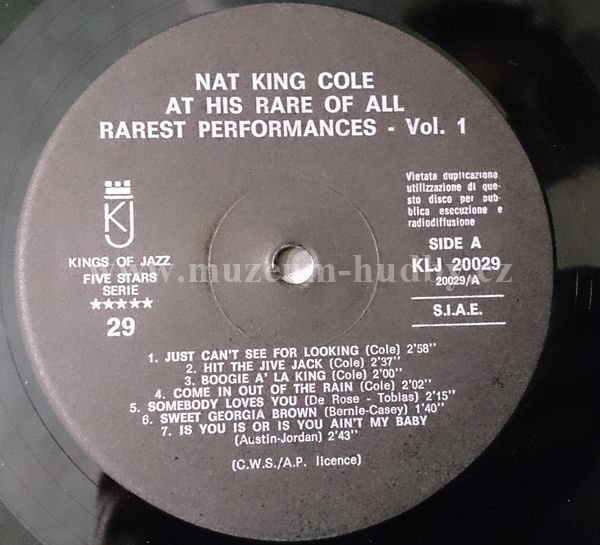 NAT KING COLE
AT HIS RARE OF ALL
RAREST PERFORMANCES - Vol. 1
KJ
KINGS OF JAZZ
FIVE STARS
SERIE
★★★★★
29
Vietata duplicazione
utilizzazione di que-
sto disco per pub-
blica esecuzione e
radiodiffusione
SIDE A
KLJ 20029
20029/A
S.I.A.E.
www.muzeum-hudby.cz
1. JUST CAN'T SEE FOR LOOKING (Cole) 2'58''
2. HIT THE JIVE JACK (Cole) 2'37''
3. BOOGIE A' LA KING (Cole) 2'00''
4. COME IN OUT OF THE RAIN (Cole) 2'02''
5. SOMEBODY LOVES YOU (De Rose - Tobias) 2'15''
6. SWEET GEORGIA BROWN (Bernie-Casey) 1'40''
7. IS YOU IS OR IS YOU AIN'T MY BABY
(Austin-Jordan) 2'43''
(C.W.S./A.P. licence)